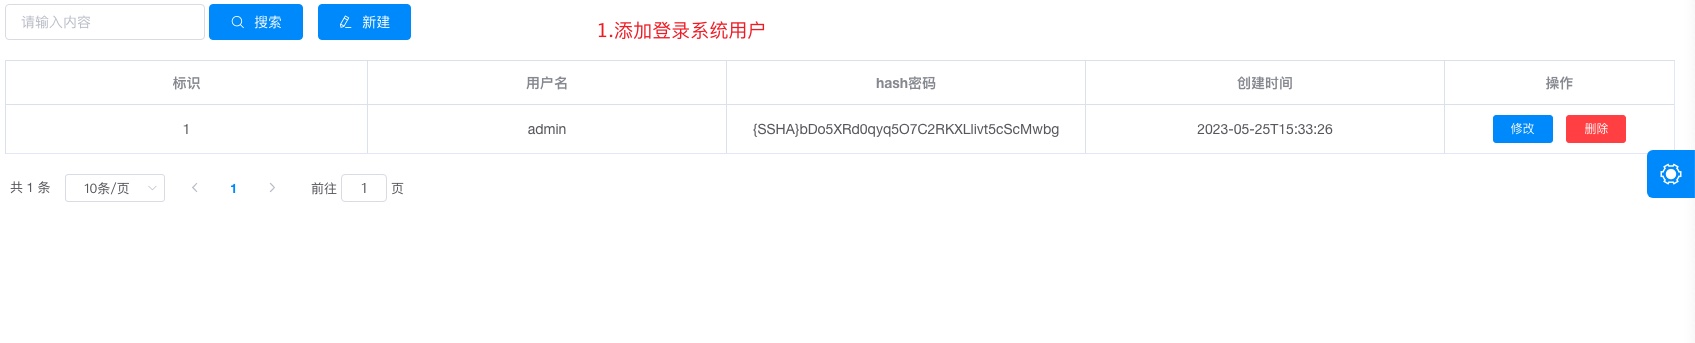 请输入内容 搜索 新建
1.添加登录系统用户
标识 用户名 hash密码 创建时间 操作
1 admin {SSHA}bDo5XRd0qyq5O7C2RKXLlivt5cScMwbg 2023-05-25T15:33:26 修改 删除
共 1 条 10条/页 1 前往 1 页